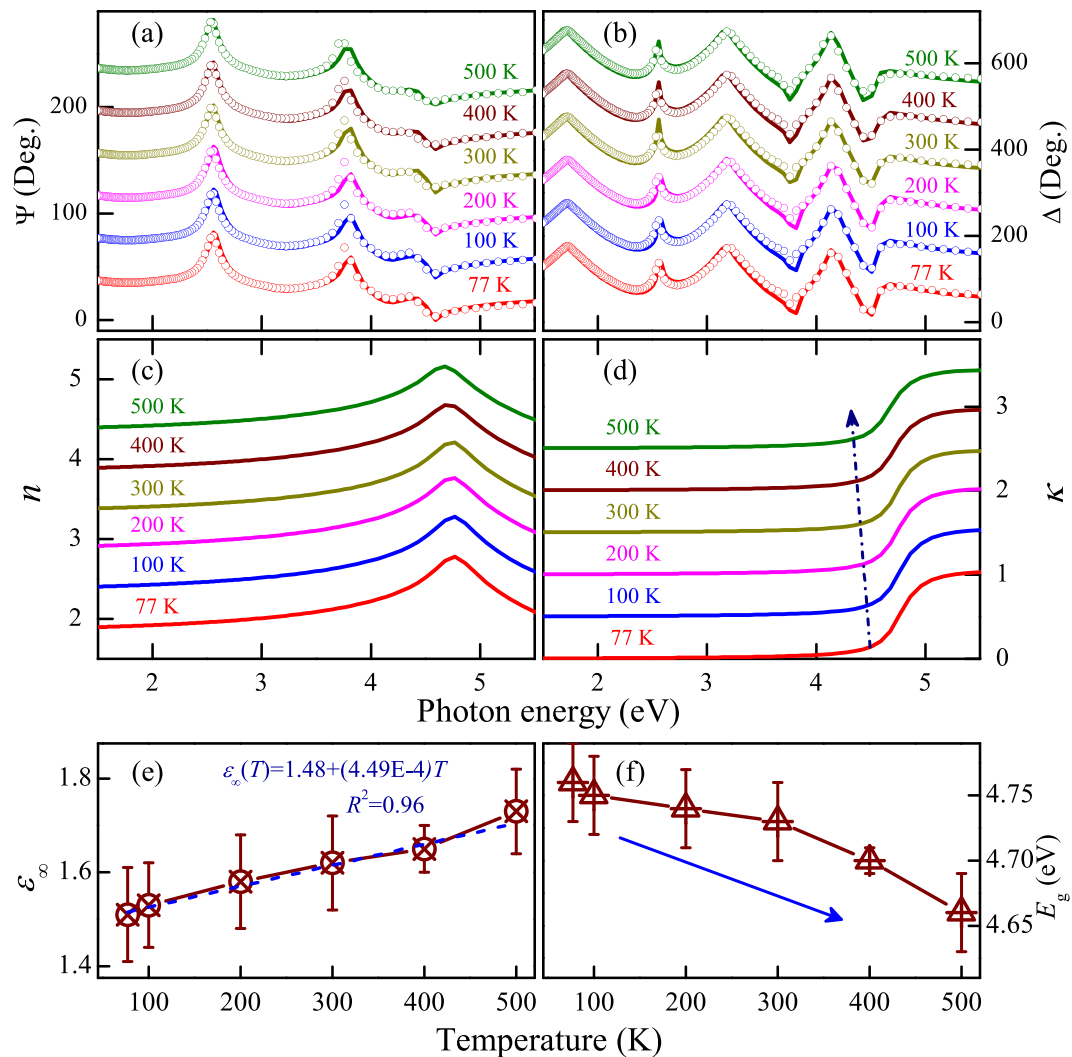 (a)
500 K
400 K
300 K
200 K
100 K
77 K
200
100
0
Ψ (Deg.)
(b)
500 K
400 K
300 K
200 K
100 K
77 K
600
400
200
0
Δ (Deg.)
(c)
500 K
400 K
300 K
200 K
100 K
77 K
5
4
3
2
n
2 3 4 5
(d)
500 K
400 K
300 K
200 K
100 K
77 K
3
2
1
0
κ
2 3 4 5
Photon energy (eV)
(e)
ε∞(T)=1.48+(4.49E-4)T
R²=0.96
1.8
1.6
1.4
ε∞
100 200 300 400 500
(f)
4.75
4.70
4.65
Eg (eV)
100 200 300 400 500
Temperature (K)